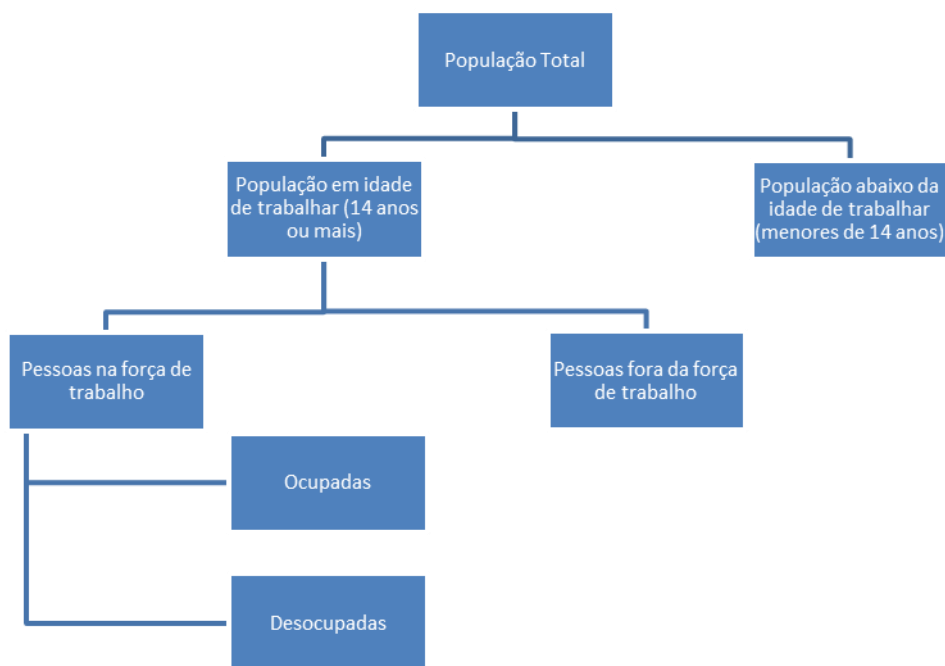 População Total
População em idade
de trabalhar (14 anos
ou mais)
População abaixo da
idade de trabalhar
(menores de 14 anos)
Pessoas na força de
trabalho
Pessoas fora da força
de trabalho
Ocupadas
Desocupadas